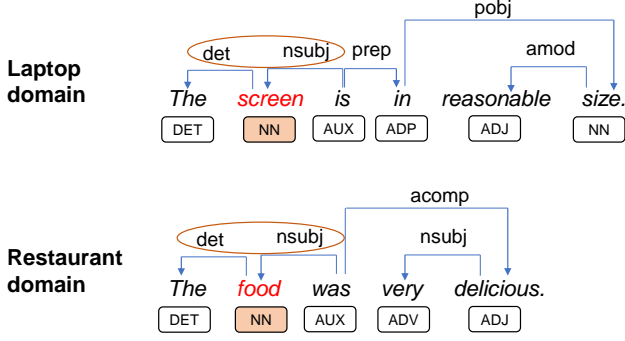 pobj
det nsubj prep amod
Laptop domain
The screen is in reasonable size.
DET NN AUX ADP ADJ NN
acomp
det nsubj nsubj
Restaurant domain
The food was very delicious.
DET NN AUX ADV ADJ